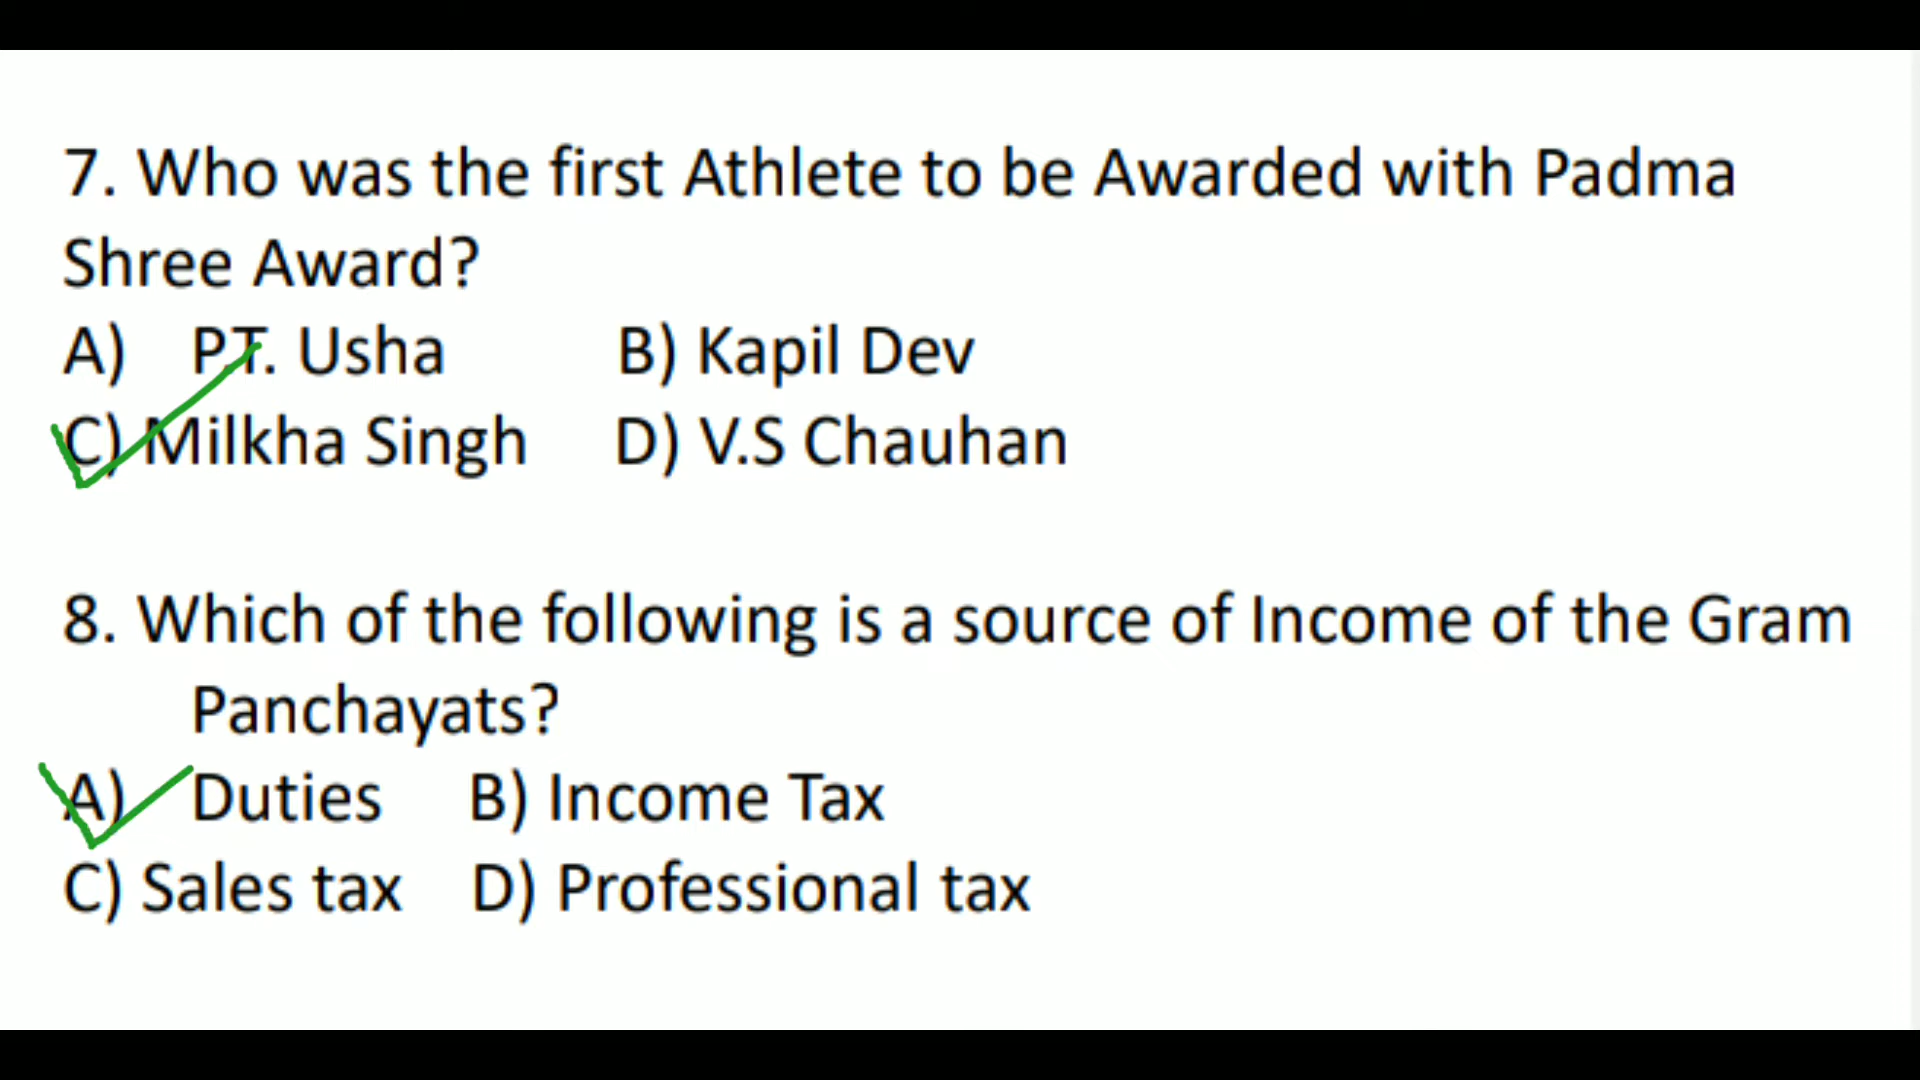 7. Who was the first Athlete to be Awarded with Padma
Shree Award?
A) P.T. Usha B) Kapil Dev
C) Milkha Singh D) V.S Chauhan
8. Which of the following is a source of Income of the Gram
Panchayats?
A) Duties B) Income Tax
C) Sales tax D) Professional tax